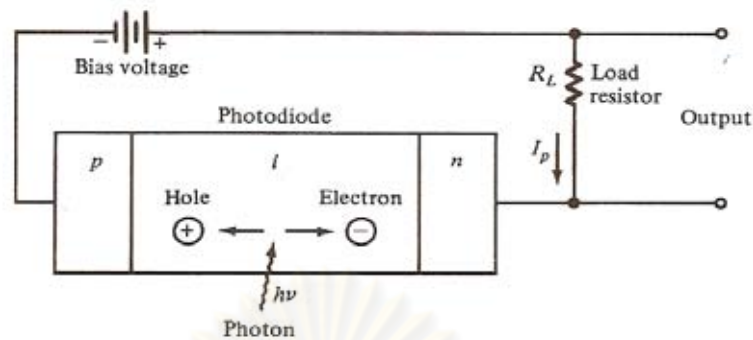 − +
Bias voltage
R_L Load
resistor
Photodiode
Output
p i n
I_p
Hole Electron
+ −
hν
Photon